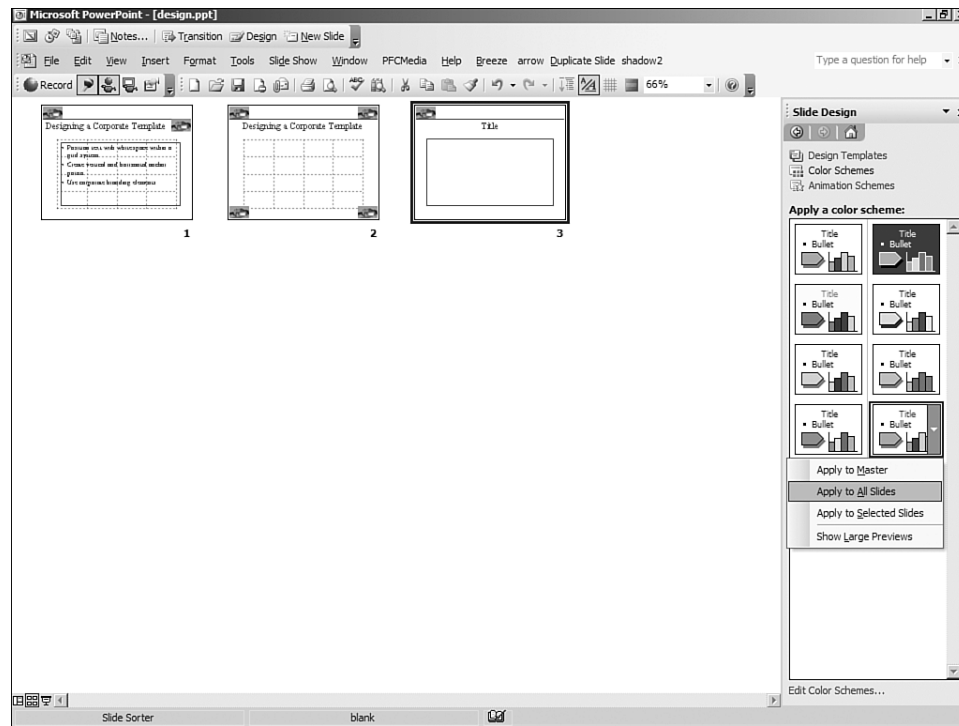 Microsoft PowerPoint - [design.ppt]
Notes... Transition Design New Slide
File Edit View Insert Format Tools Slide Show Window PFCMedia Help Breeze arrow Duplicate Slide shadow2 Type a question for help
Record 66%
Designing a Corporate Template
1
Designing a Corporate Template
2
Title
3
Slide Design
Design Templates
Color Schemes
Animation Schemes
Apply a color scheme:
Title
Bullet
Title
Bullet
Title
Bullet
Title
Bullet
Title
Bullet
Title
Bullet
Title
Bullet
Title
Bullet
Apply to Master
Apply to All Slides
Apply to Selected Slides
Show Large Previews
Edit Color Schemes...
Slide Sorter blank